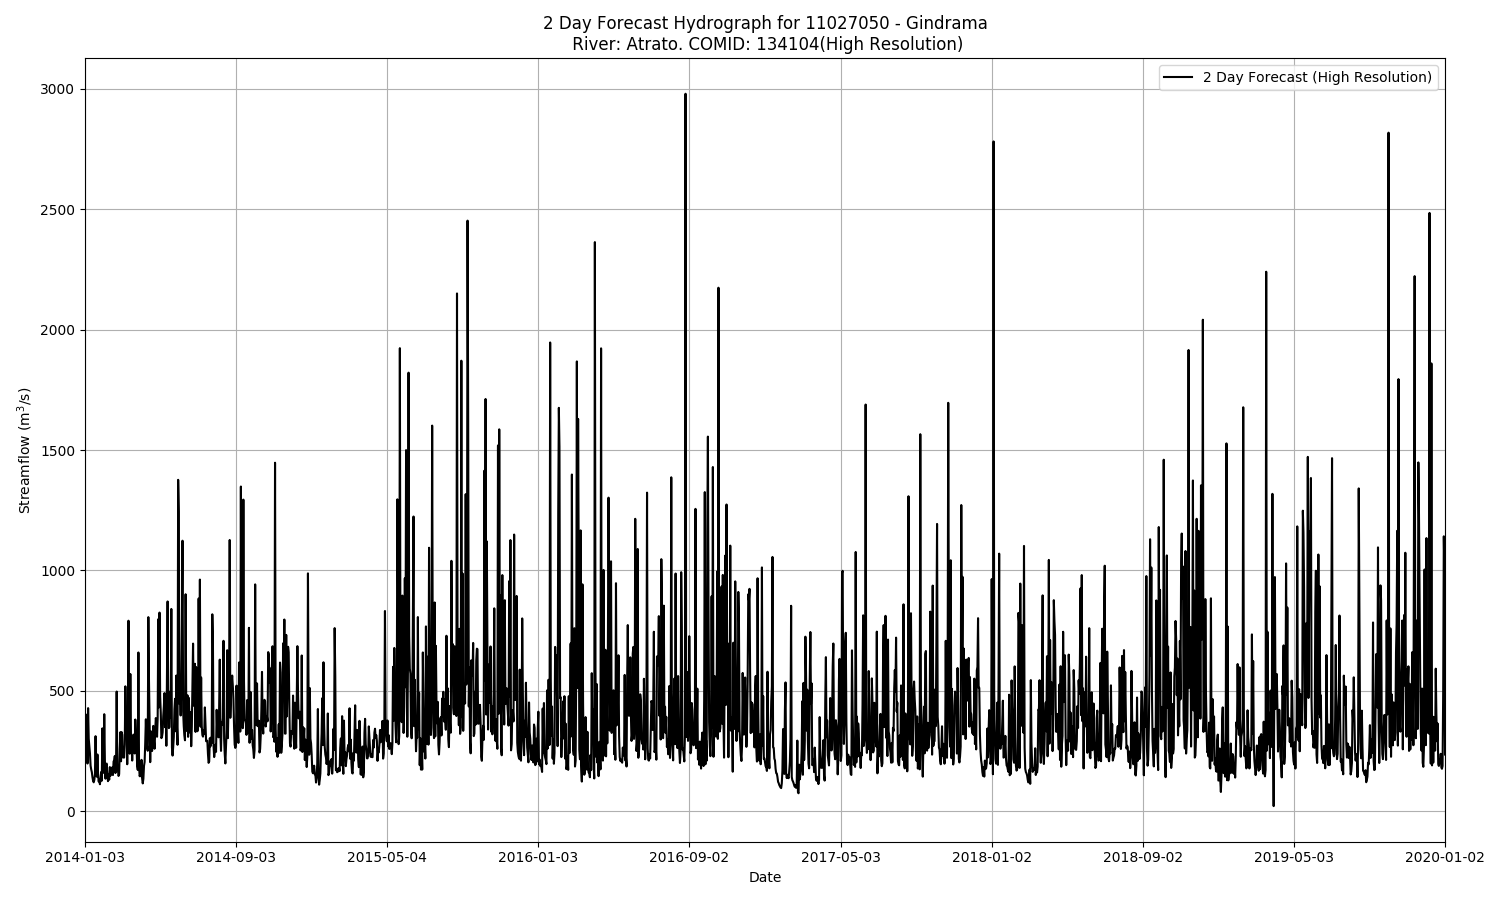 2 Day Forecast Hydrograph for 11027050 - Gindrama
River: Atrato. COMID: 134104(High Resolution)
2 Day Forecast (High Resolution)
3000
2500
2000
1500
1000
500
0
Streamflow (m³/s)
2014-01-03 2014-09-03 2015-05-04 2016-01-03 2016-09-02 2017-05-03 2018-01-02 2018-09-02 2019-05-03 2020-01-02
Date